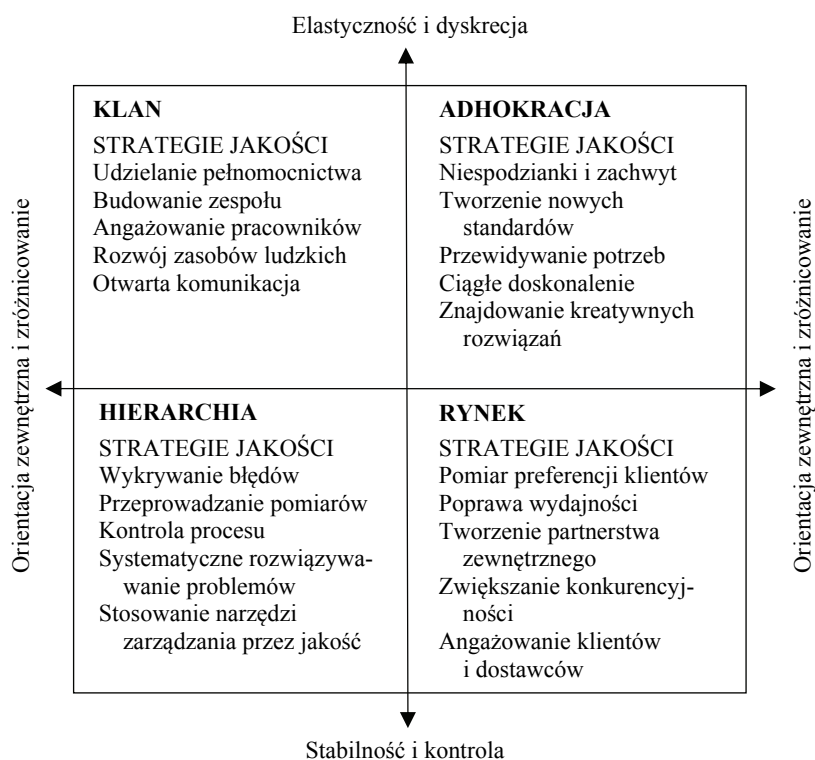 Elastyczność i dyskrecja
Orientacja zewnętrzna i zróżnicowanie
KLAN
STRATEGIE JAKOŚCI
Udzielanie pełnomocnictwa
Budowanie zespołu
Angażowanie pracowników
Rozwój zasobów ludzkich
Otwarta komunikacja
ADHOKRACJA
STRATEGIE JAKOŚCI
Niespodzianki i zachwyt
Tworzenie nowych
standardów
Przewidywanie potrzeb
Ciągłe doskonalenie
Znajdowanie kreatywnych
rozwiązań
HIERARCHIA
STRATEGIE JAKOŚCI
Wykrywanie błędów
Przeprowadzanie pomiarów
Kontrola procesu
Systematyczne rozwiązywa-
wanie problemów
Stosowanie narzędzi
zarządzania przez jakość
RYNEK
STRATEGIE JAKOŚCI
Pomiar preferencji klientów
Poprawa wydajności
Tworzenie partnerstwa
zewnętrznego
Zwiększanie konkurencyj-
ności
Angażowanie klientów
i dostawców
Orientacja zewnętrzna i zróżnicowanie
Stabilność i kontrola